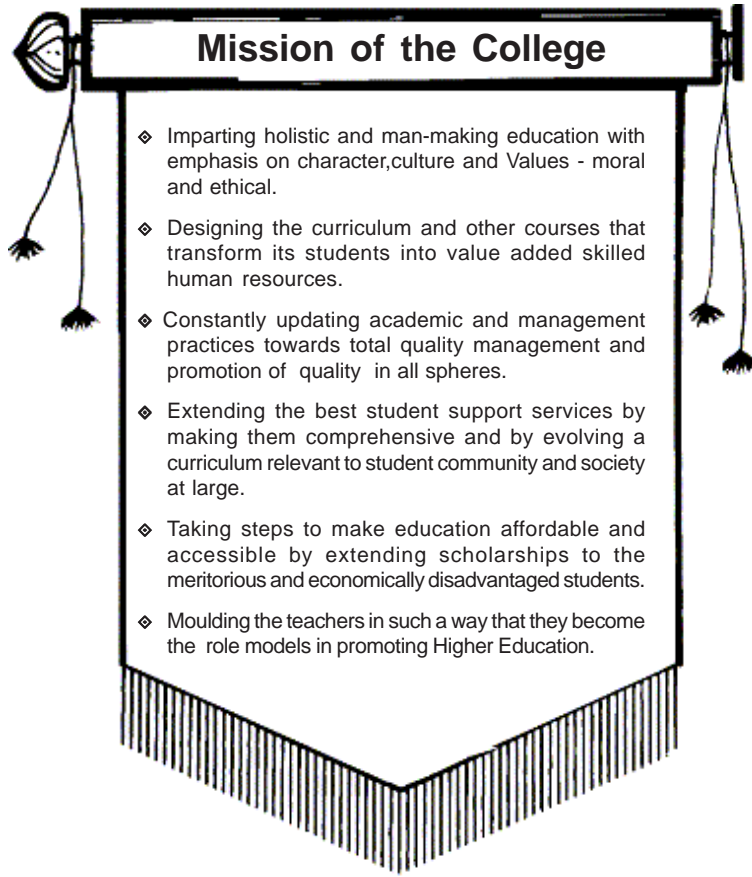 Mission of the College
Imparting holistic and man-making education with
emphasis on character,culture and Values - moral
and ethical.
Designing the curriculum and other courses that
transform its students into value added skilled
human resources.
Constantly updating academic and management
practices towards total quality management and
promotion of quality in all spheres.
Extending the best student support services by
making them comprehensive and by evolving a
curriculum relevant to student community and society
at large.
Taking steps to make education affordable and
accessible by extending scholarships to the
meritorious and economically disadvantaged students.
Moulding the teachers in such a way that they become
the role models in promoting Higher Education.